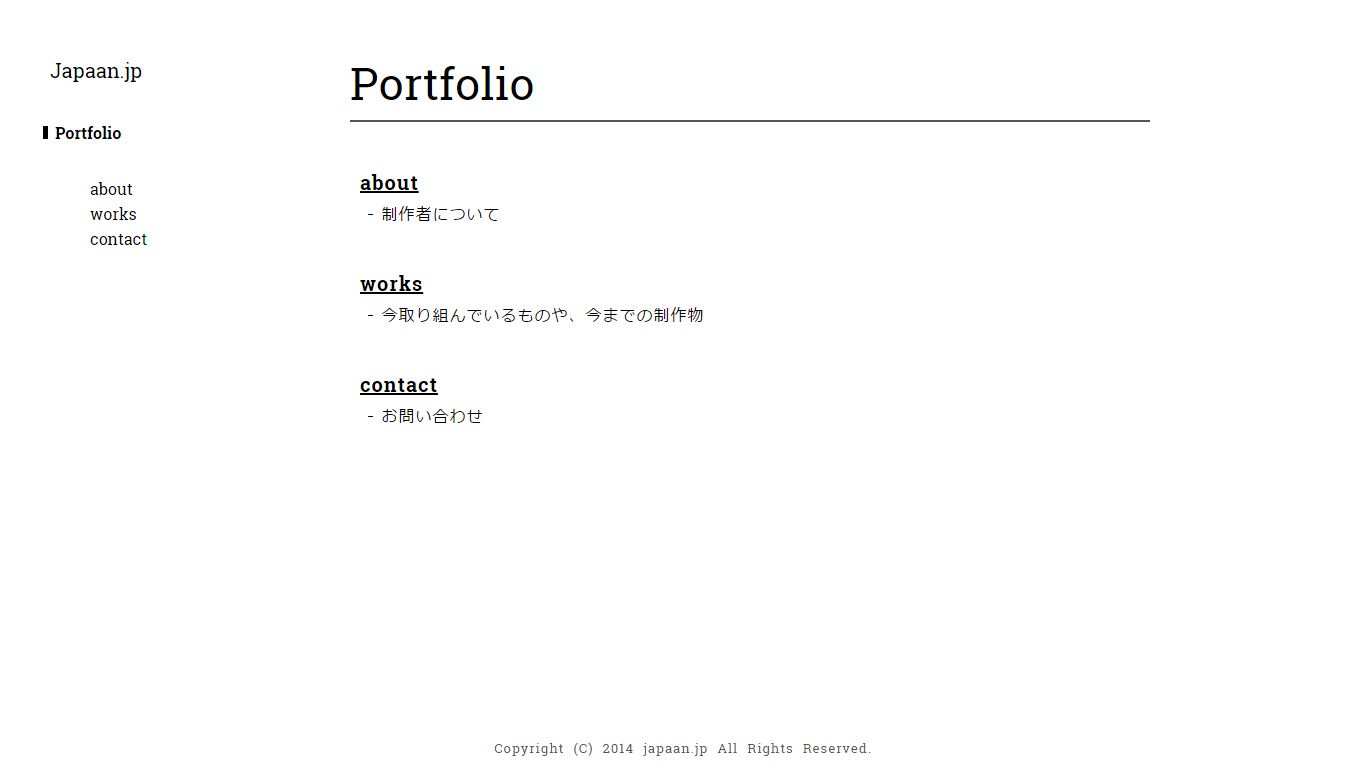 Japaan.jp
Portfolio
about
works
contact
Portfolio
about
- 制作者について
works
- 今取り組んでいるものや、今までの制作物
contact
- お問い合わせ
Copyright (C) 2014 japaan.jp All Rights Reserved.